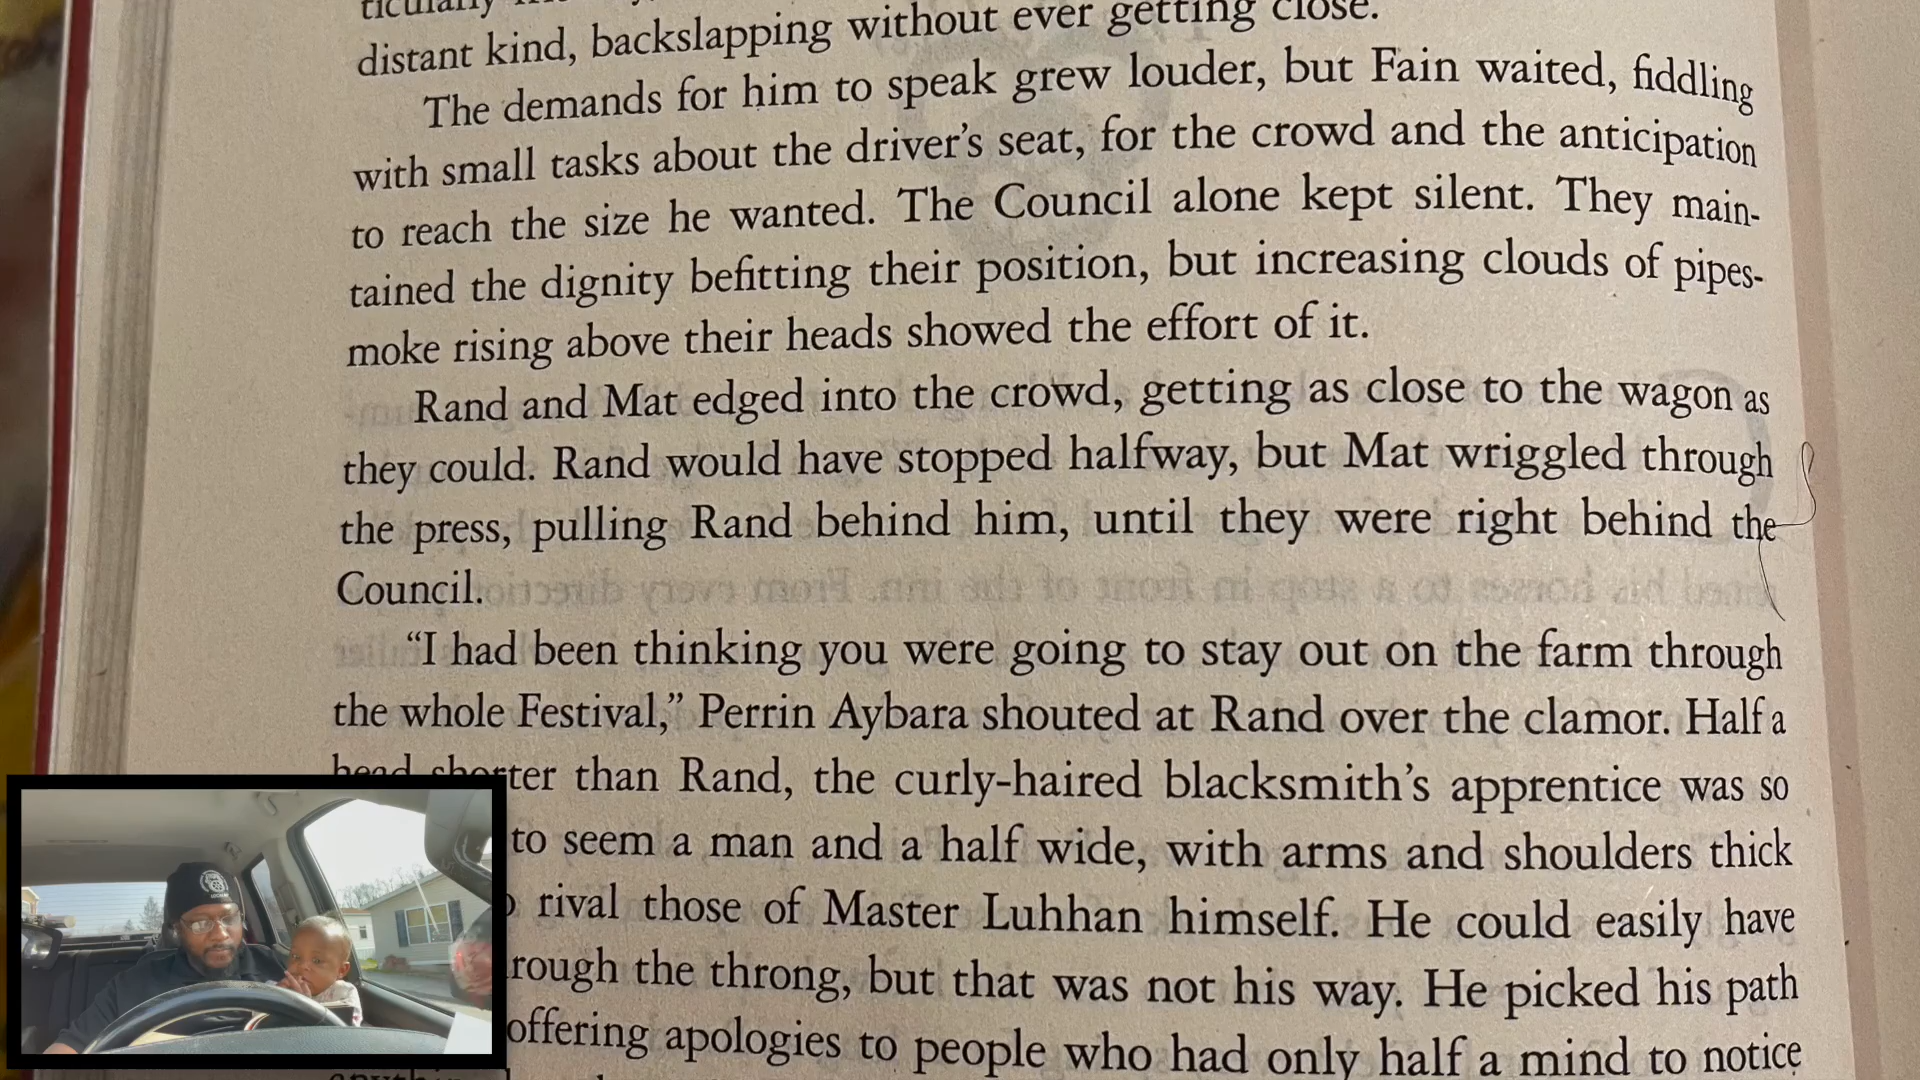 distant kind, backslapping without ever getting close.
The demands for him to speak grew louder, but Fain waited, fiddling
with small tasks about the driver's seat, for the crowd and the anticipation
to reach the size he wanted. The Council alone kept silent. They main-
tained the dignity befitting their position, but increasing clouds of pipes-
moke rising above their heads showed the effort of it.
Rand and Mat edged into the crowd, getting as close to the wagon as
they could. Rand would have stopped halfway, but Mat wriggled through
the press, pulling Rand behind him, until they were right behind the
Council.
“I had been thinking you were going to stay out on the farm through
the whole Festival,” Perrin Aybara shouted at Rand over the clamor. Half a
head shorter than Rand, the curly-haired blacksmith's apprentice was so
to seem a man and a half wide, with arms and shoulders thick
rival those of Master Luhhan himself. He could easily have
the throng, but that was not his way. He picked his path
offering apologies to people who had only half a mind to notice